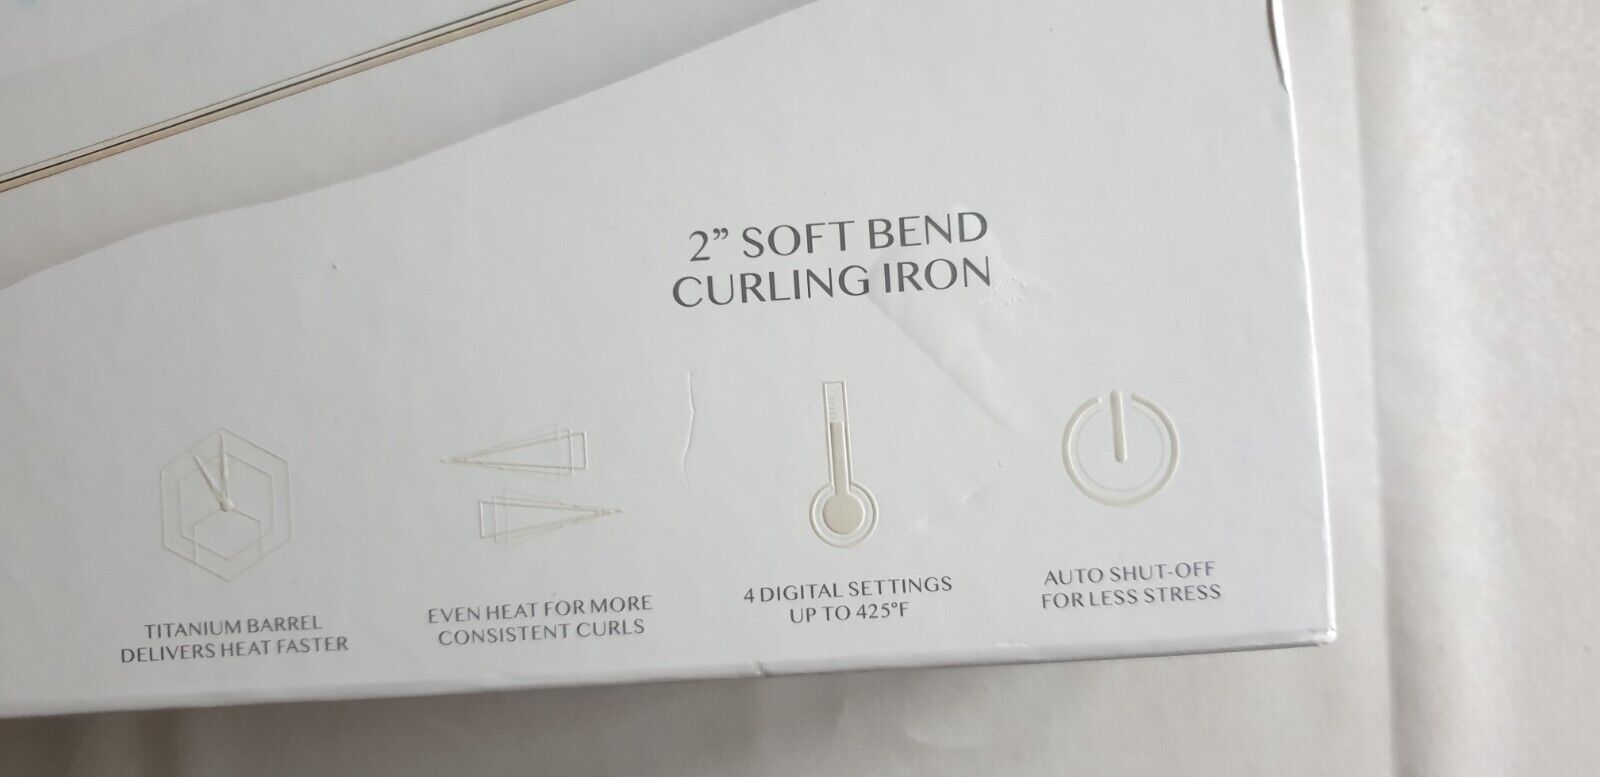 2” SOFT BEND
CURLING IRON
TITANIUM BARREL
DELIVERS HEAT FASTER
EVEN HEAT FOR MORE
CONSISTENT CURLS
4 DIGITAL SETTINGS
UP TO 425°F
AUTO SHUT-OFF
FOR LESS STRESS